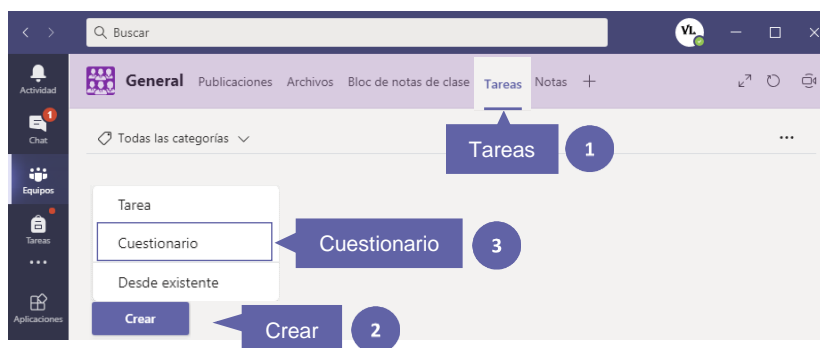 Buscar
VL
Actividad
General Publicaciones Archivos Bloc de notas de clase Tareas Notas
1
Chat
Todas las categorías
Tareas 1
Equipos
Tarea
Tareas
Cuestionario
Cuestionario 3
Desde existente
Aplicaciones
Crear
Crear 2